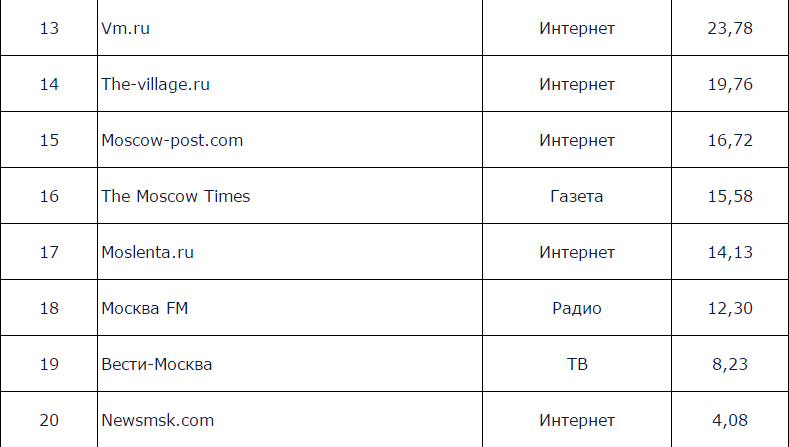 13 Vm.ru Интернет 23,78
14 The-village.ru Интернет 19,76
15 Moscow-post.com Интернет 16,72
16 The Moscow Times Газета 15,58
17 Moslenta.ru Интернет 14,13
18 Москва FM Радио 12,30
19 Вести-Москва ТВ 8,23
20 Newsmsk.com Интернет 4,08